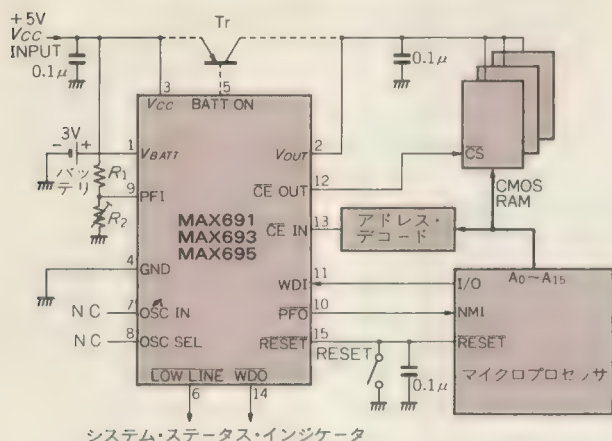 +5V
VCC
INPUT
0.1μ
Tr
0.1μ
3
5
VCC
BATT ON
3V
- +
バッテリ
1
VBATT
VOUT
2
R1
9
PFI
R2
CE OUT
12
CS
CMOS
RAM
MAX691
MAX693
MAX695
CE IN
13
アドレス・
デコード
4
GND
A0~A15
WDI
11
I/O
NC
7
OSC IN
PFO
10
NMI
NC
8
OSC SEL
RESET
15
RESET
RESET
0.1μ
マイクロプロセッサ
LOW LINE
WDO
6
14
システム・ステータス・インジケータ